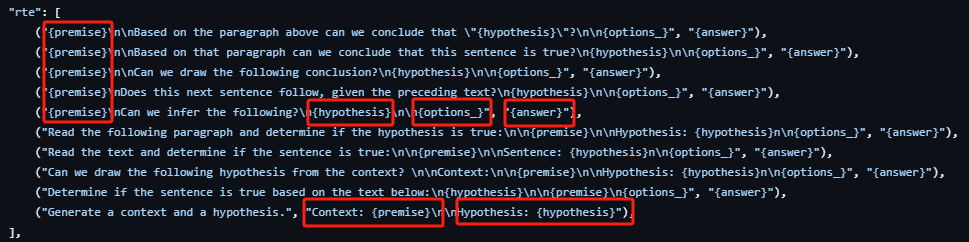 "rte": [
("{premise}\n\nBased on the paragraph above can we conclude that \"{hypothesis}\"?\n\n{options_}", "{answer}"),
("{premise}\n\nBased on that paragraph can we conclude that this sentence is true?\n{hypothesis}\n\n{options_}", "{answer}"),
("{premise}\n\nCan we draw the following conclusion?\n{hypothesis}\n\n{options_}", "{answer}"),
("{premise}\nDoes this next sentence follow, given the preceding text?\n{hypothesis}\n\n{options_}", "{answer}"),
("{premise}\nCan we infer the following?\n{hypothesis}\n\n{options_}", "{answer}"),
("Read the following paragraph and determine if the hypothesis is true:\n\n{premise}\n\nHypothesis: {hypothesis}n\n{options_}", "{answer}"),
("Read the text and determine if the sentence is true:\n\n{premise}\n\nSentence: {hypothesis}n\n{options_}", "{answer}"),
("Can we draw the following hypothesis from the context? \n\nContext:\n\n{premise}\n\nHypothesis: {hypothesis}n\n{options_}", "{answer}"),
("Determine if the sentence is true based on the text below:\n{hypothesis}\n\n{premise}\n{options_}", "{answer}"),
("Generate a context and a hypothesis.", "Context: {premise}\n\nHypothesis: {hypothesis}"),
],